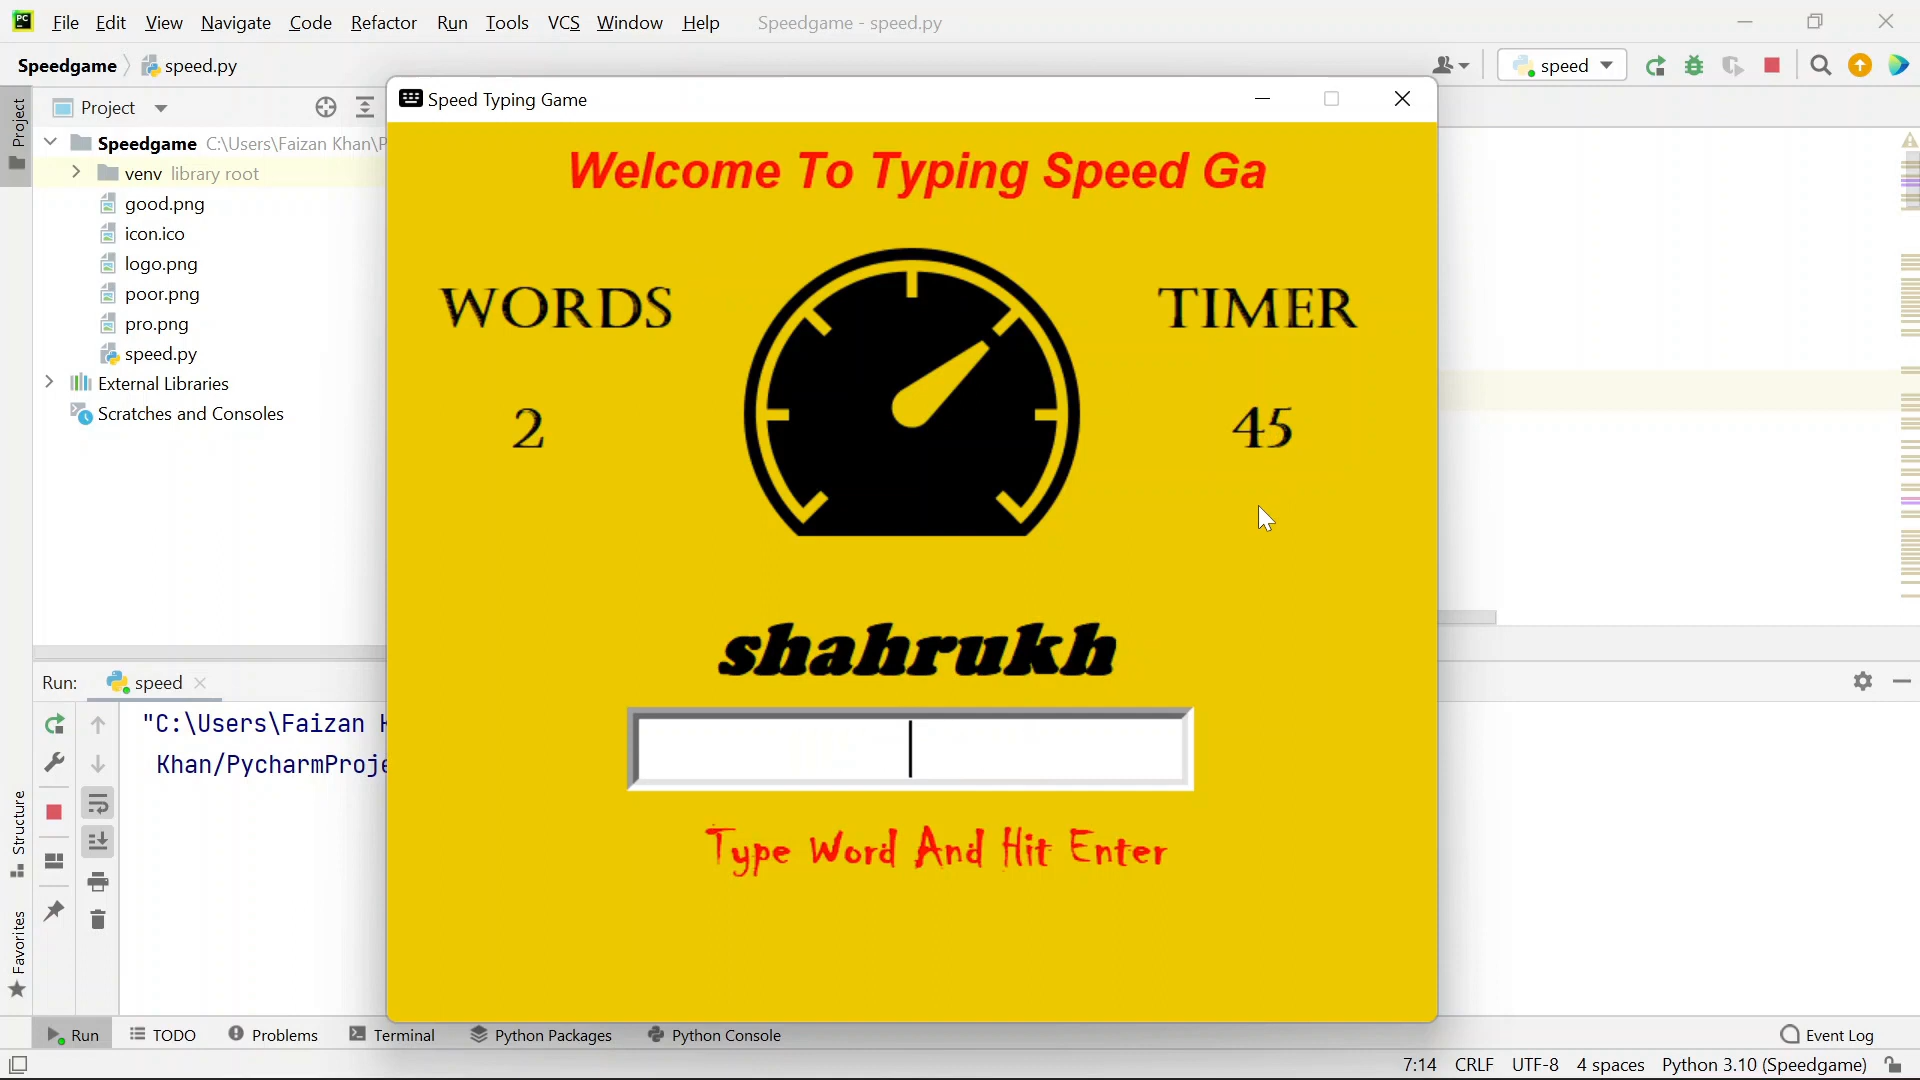 PC File Edit View Navigate Code Refactor Run Tools VCS Window Help Speedgame - speed.py
Speedgame speed.py
speed
Project
Project
Speedgame C:\Users\Faizan Khan\P
venv library root
good.png
icon.ico
logo.png
poor.png
pro.png
speed.py
External Libraries
Scratches and Consoles
Speed Typing Game
Welcome To Typing Speed Ga
WORDS
TIMER
2
45
shahrukh
Type Word And Hit Enter
Run: speed
"C:\Users\Faizan
Khan/PycharmProje
Structure
Favorites
Run TODO Problems Terminal Python Packages Python Console Event Log
7:14 CRLF UTF-8 4 spaces Python 3.10 (Speedgame)